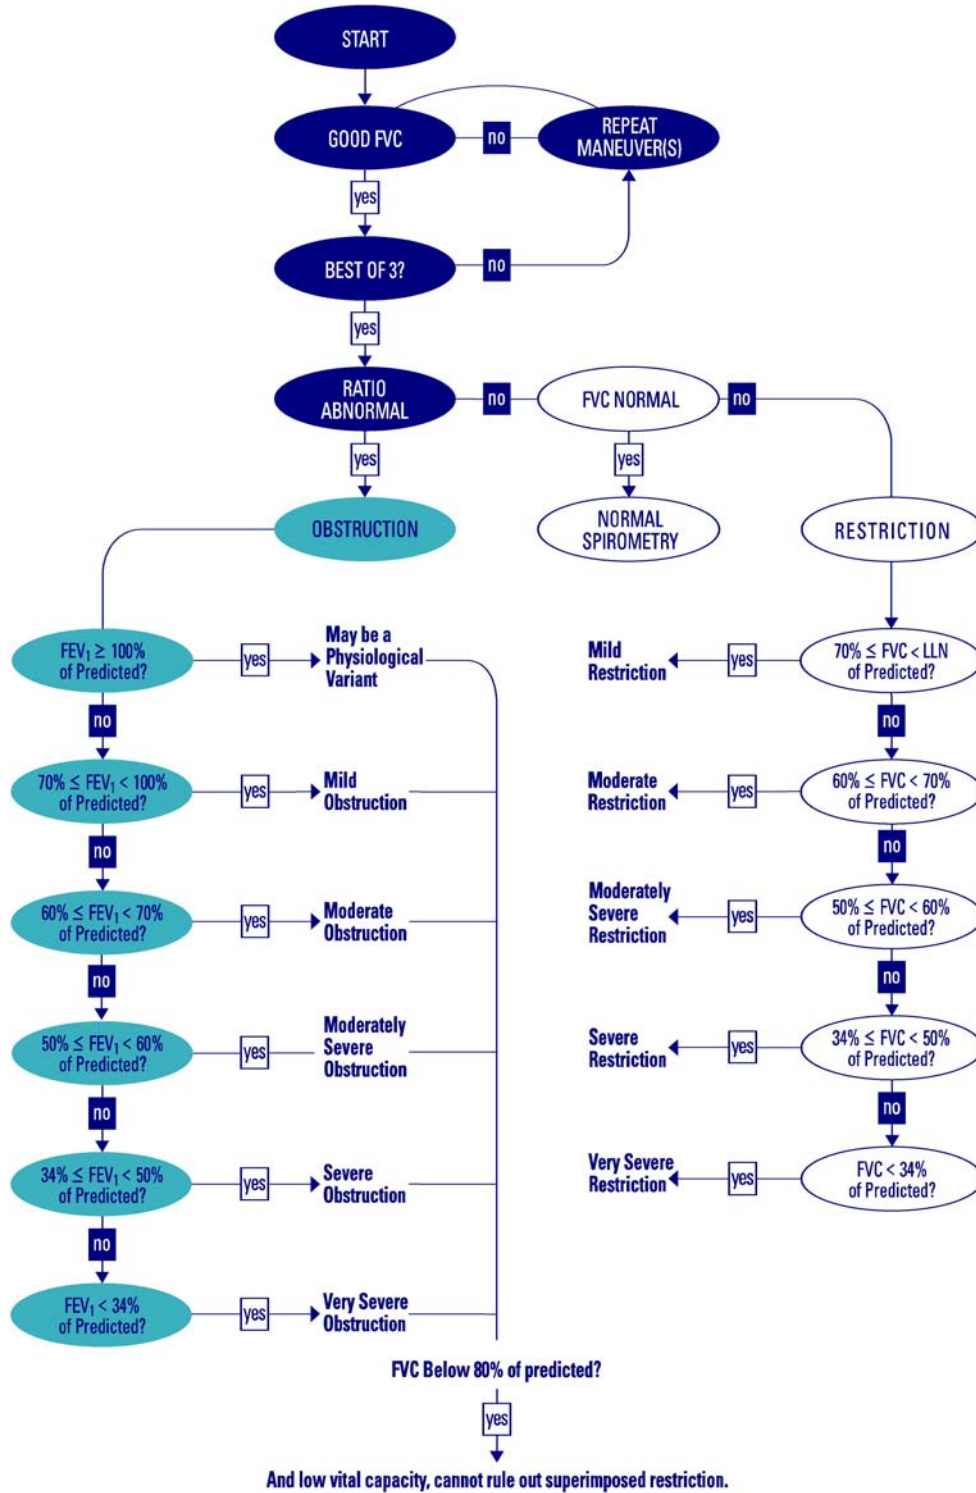 START
GOOD FVC
no
REPEAT
MANEUVER(S)
yes
BEST OF 3?
no
yes
RATIO
ABNORMAL
no
FVC NORMAL
no
yes
yes
OBSTRUCTION
NORMAL
SPIROMETRY
RESTRICTION
FEV₁ ≥ 100%
of Predicted?
yes
May be a
Physiological
Variant
no
70% ≤ FEV₁ < 100%
of Predicted?
yes
Mild
Obstruction
no
60% ≤ FEV₁ < 70%
of Predicted?
yes
Moderate
Obstruction
no
50% ≤ FEV₁ < 60%
of Predicted?
yes
Moderately
Severe
Obstruction
no
34% ≤ FEV₁ < 50%
of Predicted?
yes
Severe
Obstruction
no
FEV₁ < 34%
of Predicted?
yes
Very Severe
Obstruction
Mild
Restriction
yes
70% ≤ FVC < LLN
of Predicted?
no
Moderate
Restriction
yes
60% ≤ FVC < 70%
of Predicted?
no
Moderately
Severe
Restriction
yes
50% ≤ FVC < 60%
of Predicted?
no
Severe
Restriction
yes
34% ≤ FVC < 50%
of Predicted?
no
Very Severe
Restriction
yes
FVC < 34%
of Predicted?
FVC Below 80% of predicted?
yes
And low vital capacity, cannot rule out superimposed restriction.